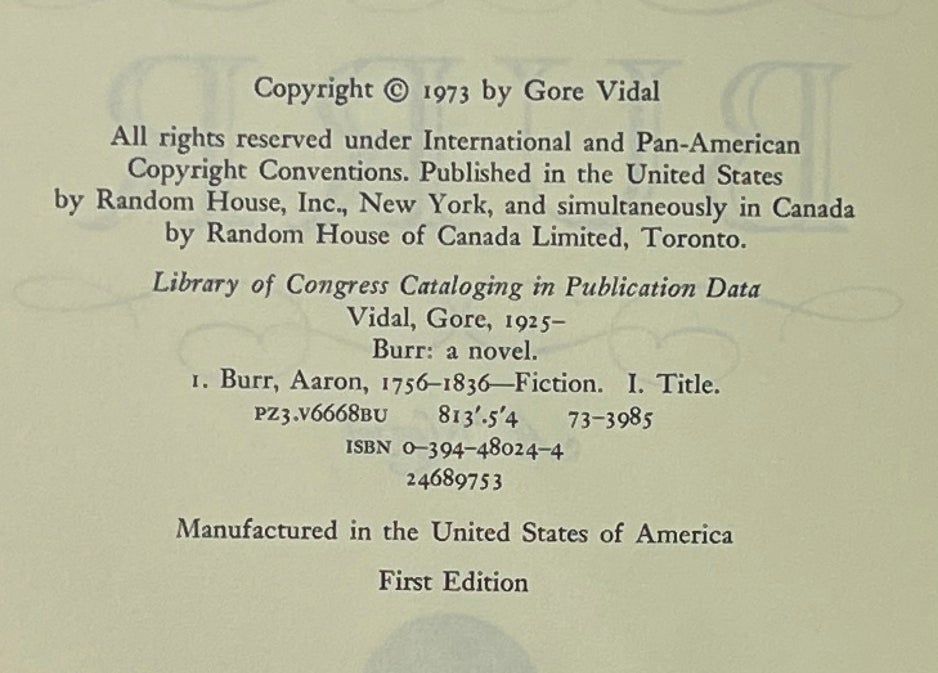 Copyright © 1973 by Gore Vidal
All rights reserved under International and Pan-American
Copyright Conventions. Published in the United States
by Random House, Inc., New York, and simultaneously in Canada
by Random House of Canada Limited, Toronto.
Library of Congress Cataloging in Publication Data
Vidal, Gore, 1925–
Burr: a novel.
1. Burr, Aaron, 1756–1836—Fiction. I. Title.
PZ3.V6668BU 813'.5'4 73–3985
ISBN 0–394–48024–4
24689753
Manufactured in the United States of America
First Edition